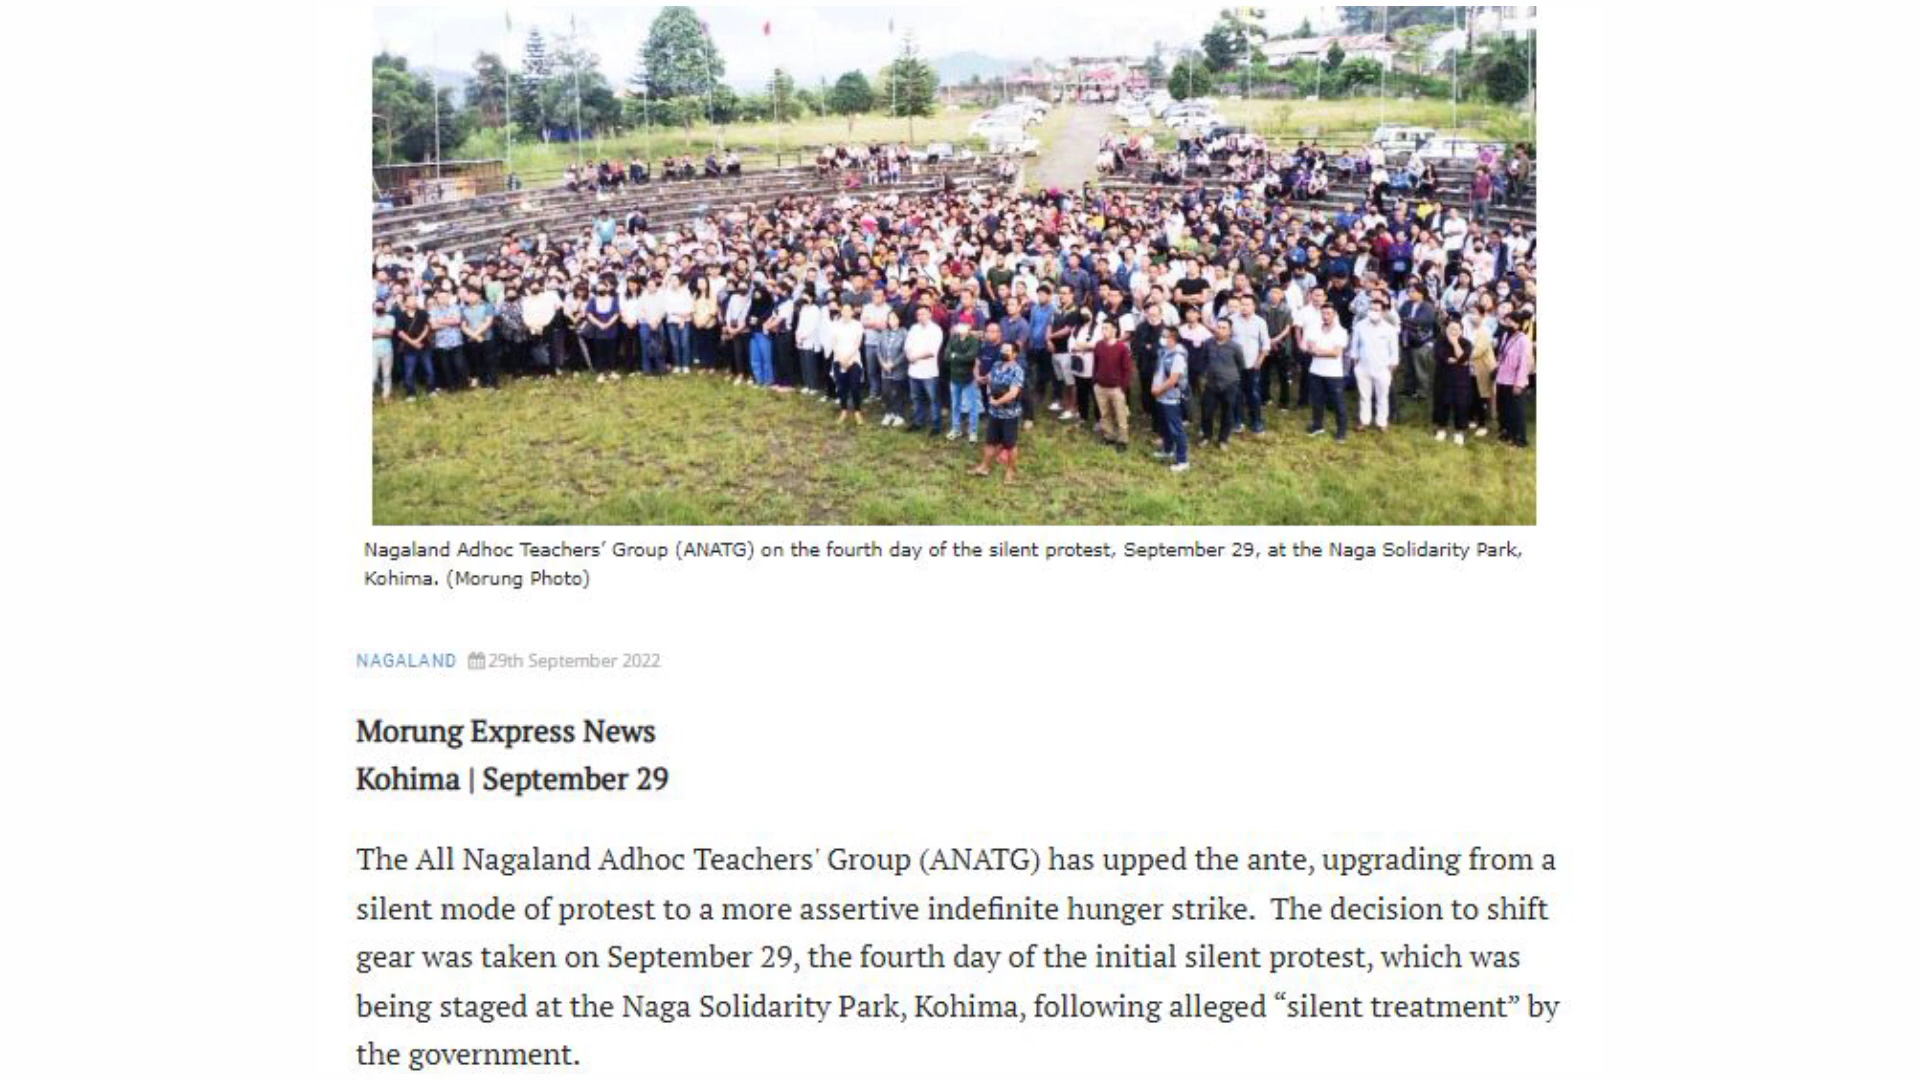 Nagaland Adhoc Teachers’ Group (ANATG) on the fourth day of the silent protest, September 29, at the Naga Solidarity Park,
Kohima. (Morung Photo)
NAGALAND 29th September 2022
Morung Express News
Kohima | September 29
The All Nagaland Adhoc Teachers' Group (ANATG) has upped the ante, upgrading from a
silent mode of protest to a more assertive indefinite hunger strike.  The decision to shift
gear was taken on September 29, the fourth day of the initial silent protest, which was
being staged at the Naga Solidarity Park, Kohima, following alleged “silent treatment” by
the government.